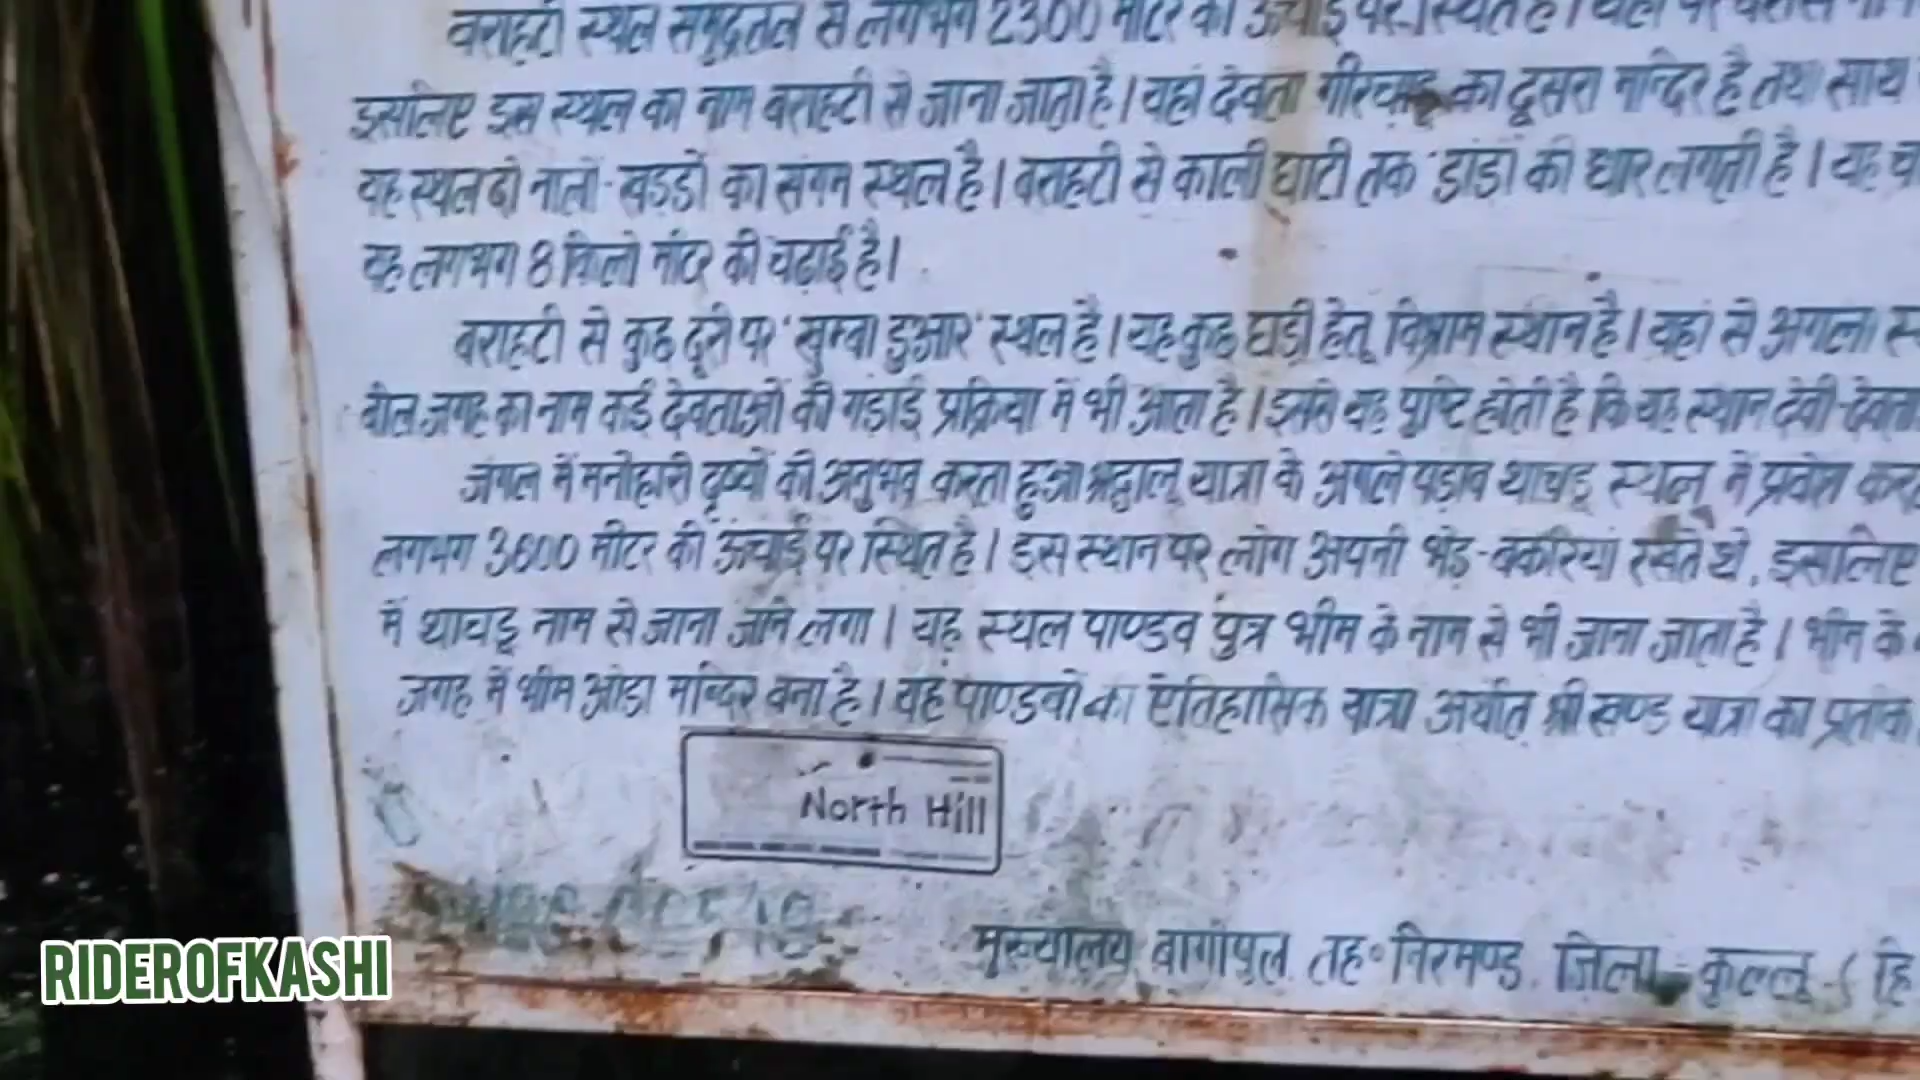 बराहटी स्थल समुद्रतल से लगभग 2300 मीटर की ऊंचाई पर स्थित है। यहां पर
इसलिए इस स्थल का नाम बराहटी से जाना जाता है। यहां देवता का दूसरा मन्दिर है तथा साथ
यह स्थल दो नालों-खड्डों का संगम स्थल है। बराहटी से काली घाटी तक 'डांडा की धार लगती है। यह
यह लगभग 8 किलो मीटर की चढ़ाई है।
बराहटी से कुछ दूरी पर 'खुम्बा डुआर' स्थल है। यह कुछ घड़ी हेतू विश्राम स्थान है। यहां से अगला
जगह का नाम कई देवताओं की गड़ाई प्रक्रिया में भी आता है। इससे यह पुष्टि होती है कि यह स्थान देवी-देवता
जंगल में मनोहारी दृष्यों की अनुभव करता हुआ श्रद्धालू यात्रा के अगले पड़ाव थाचडू स्थल में प्रवेश
लगभग 3600 मीटर की ऊंचाई पर स्थित है। इस स्थान पर लोग अपनी भेड़-बकरियां रखते थे, इसलिए
में थाचडू नाम से जाना जाने लगा। यह स्थल पाण्डव पुत्र भीम के नाम से भी जाना जाता है। भीम के
जगह में भीम ओडा मन्दिर बना है। यह पाण्डवों का ऐतिहासिक यात्रा अर्थात् श्रीखण्ड यात्रा का प्रतीक
North Hill
मुख्यालय बागीपुल तह॰ निरमण्ड, जिला-कुल्लू (हि
RIDEROFKASHI